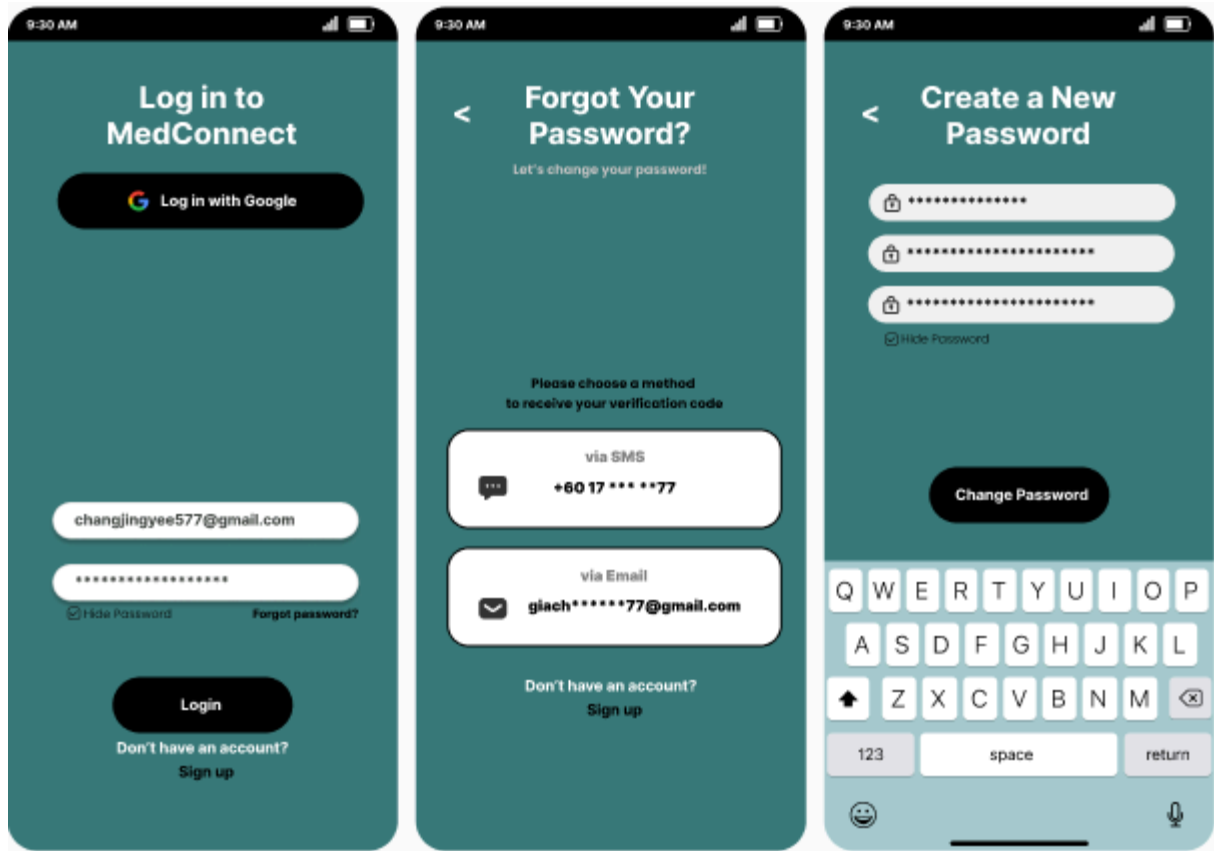 9:30 AM
Log in to
MedConnect
Log in with Google
changjingyee577@gmail.com
******************
Hide Password
Forgot password?
Login
Don't have an account?
Sign up
9:30 AM
<
Forgot Your
Password?
Let's change your password!
Please choose a method
to receive your verification code
via SMS
+60 17 *** **77
via Email
giach******77@gmail.com
Don't have an account?
Sign up
9:30 AM
<
Create a New
Password
**************
**********************
**********************
Hide Password
Change Password
Q W E R T Y U I O P
A S D F G H J K L
Z X C V B N M
123 space return